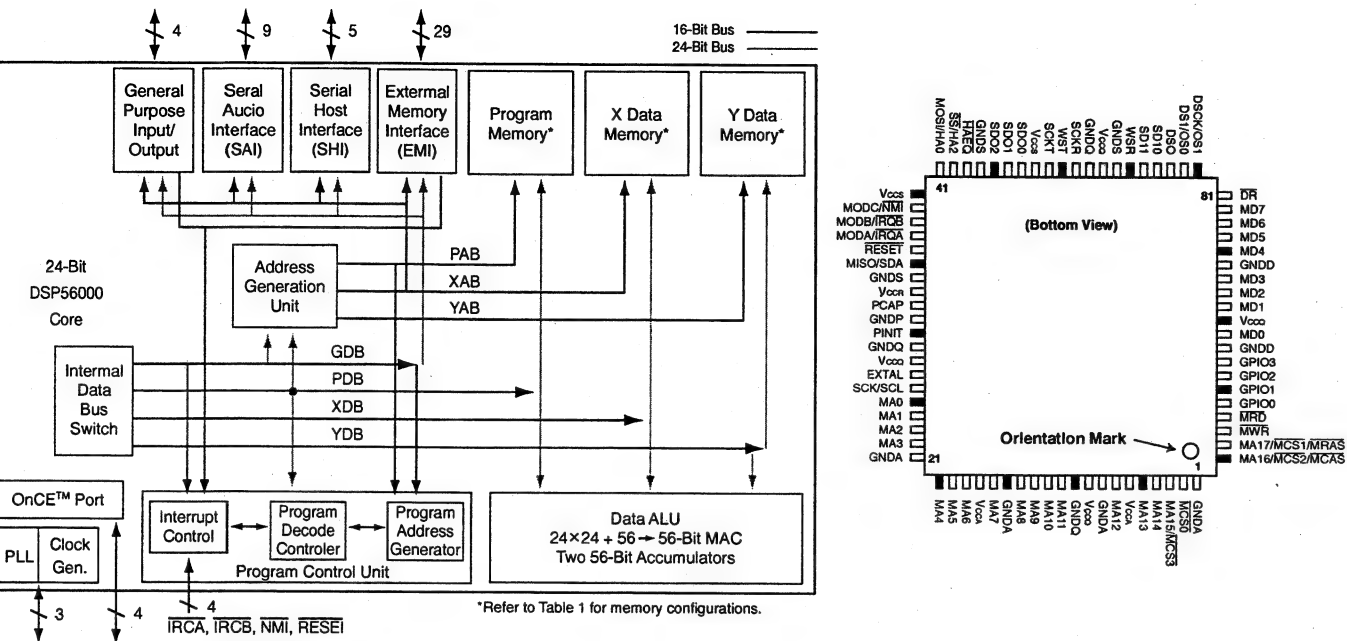 4
9
5
29
16-Bit Bus
24-Bit Bus
General
Purpose
Input/
Output
Seral
Aucio
Interface
(SAI)
Serial
Host
Interface
(SHI)
External
Memory
Interface
(EMI)
Program
Memory*
X Data
Memory*
Y Data
Memory*
24-Bit
DSP56000
Core
Address
Generation
Unit
PAB
XAB
YAB
Internal
Data
Bus
Switch
GDB
PDB
XDB
YDB
OnCE™ Port
PLL
Clock
Gen.
3
4
Interrupt
Control
Program
Decode
Controler
Program
Address
Generator
Program Control Unit
4
IRCA, IRCB, NMI, RESEI
Data ALU
24×24 + 56 → 56-Bit MAC
Two 56-Bit Accumulators
*Refer to Table 1 for memory configurations.
MOSI/HA0
SS/HA2
HAEQ
GNDS
SDO2
SDO1
SDO0
VCCS
SCKT
WST
SCKR
GNDQ
VCCQ
GNDS
WSR
SD11
SD10
DSO
DS1/OS0
DSCK/OS1
41
81
(Bottom View)
VCCS
MODC/NMI
MODB/IRQB
MODA/IRQA
RESET
MISO/SDA
GNDS
VCCR
PCAP
GNDP
PINIT
GNDQ
VCCQ
EXTAL
SCK/SCL
MA0
MA1
MA2
MA3
GNDA
DR
MD7
MD6
MD5
MD4
GNDD
MD3
MD2
MD1
VCCQ
MD0
GNDD
GPIO3
GPIO2
GPIO1
GPIO0
MRD
MWR
MA17/MCS1/MRAS
MA16/MCS2/MCAS
Orientation Mark
21
1
MA4
MA5
MA6
VCCA
MA7
GNDA
MA8
MA9
MA10
MA11
GNDQ
VCCQ
GNDA
MA12
VCCA
MA13
MA14
MA15/MCS3
MCS0
GNDA